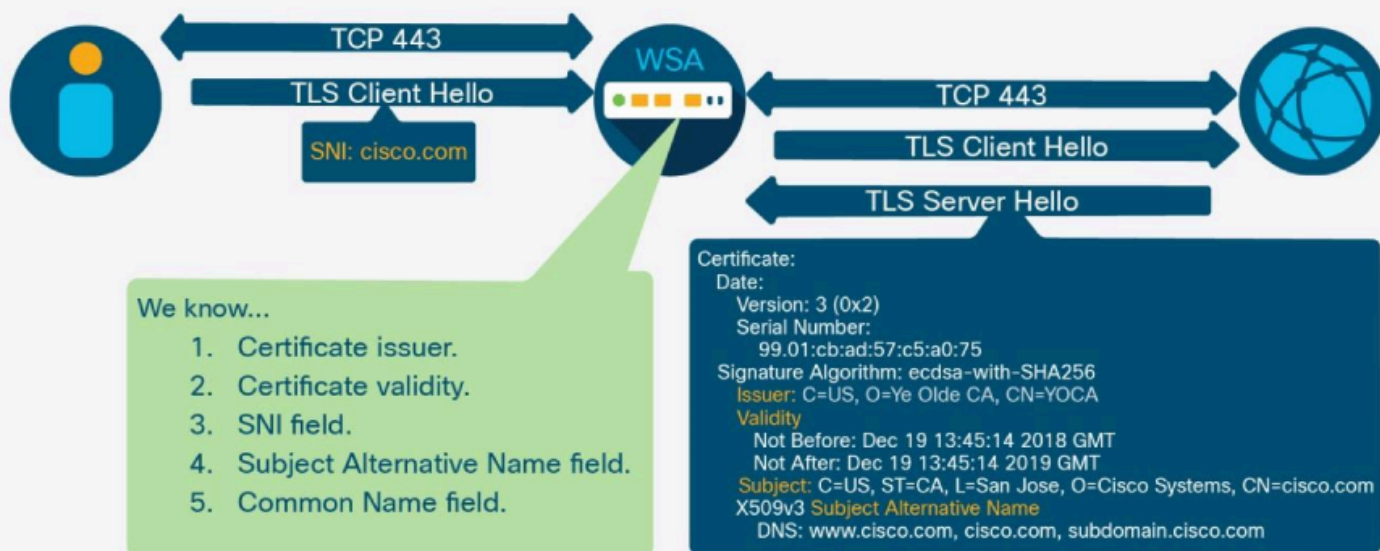 TCP 443
WSA
TLS Client Hello
SNI: cisco.com
TCP 443
TLS Client Hello
TLS Server Hello
We know...
1. Certificate issuer.
2. Certificate validity.
3. SNI field.
4. Subject Alternative Name field.
5. Common Name field.
Certificate:
Date:
Version: 3 (0x2)
Serial Number:
99.01:cb:ad:57:c5:a0:75
Signature Algorithm: ecdsa-with-SHA256
Issuer: C=US, O=Ye Olde CA, CN=YOCA
Validity
Not Before: Dec 19 13:45:14 2018 GMT
Not After: Dec 19 13:45:14 2019 GMT
Subject: C=US, ST=CA, L=San Jose, O=Cisco Systems, CN=cisco.com
X509v3 Subject Alternative Name
DNS: www.cisco.com, cisco.com, subdomain.cisco.com